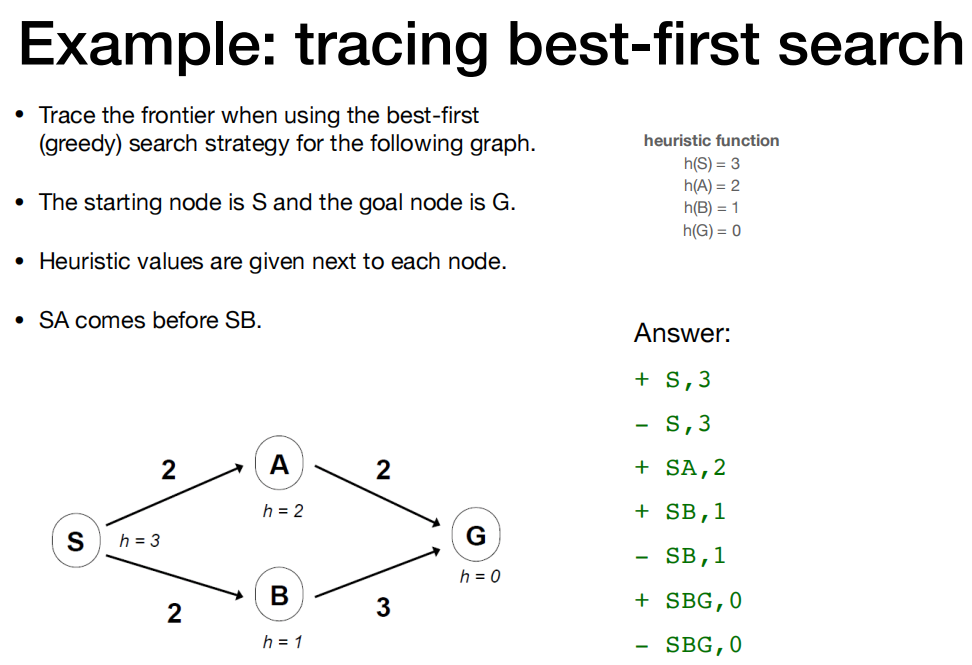 Example: tracing best-first search
• Trace the frontier when using the best-first
(greedy) search strategy for the following graph.
• The starting node is S and the goal node is G.
• Heuristic values are given next to each node.
• SA comes before SB.
heuristic function
h(S) = 3
h(A) = 2
h(B) = 1
h(G) = 0
Answer:
+ S,3
- S,3
+ SA,2
+ SB,1
- SB,1
+ SBG,0
- SBG,0
A
2
2
h = 2
S
h = 3
G
h = 0
B
2
3
h = 1